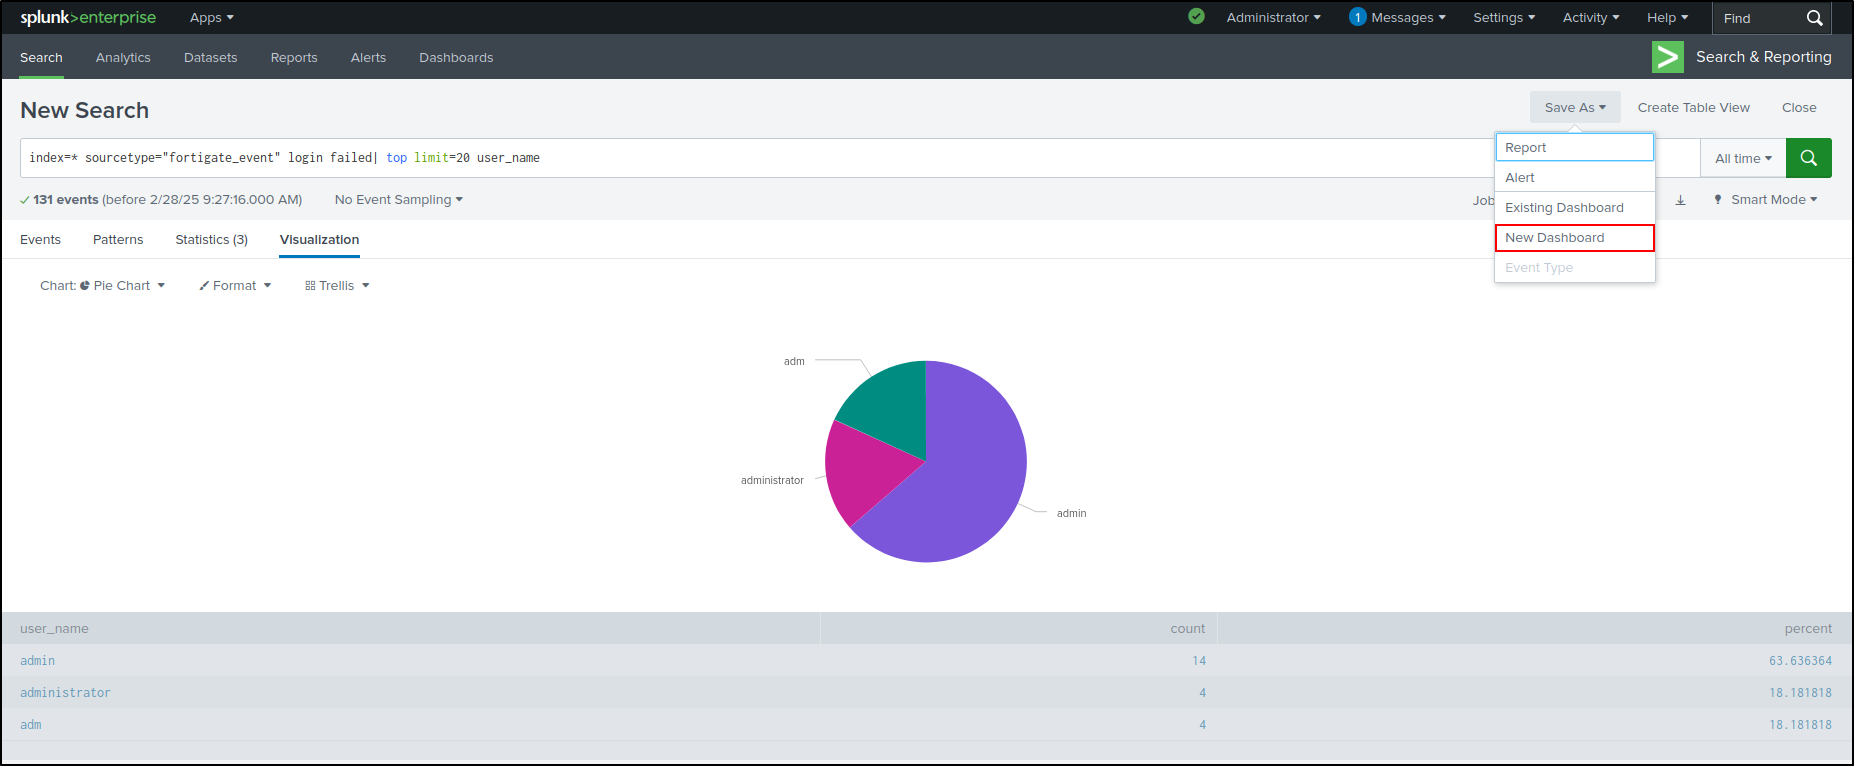 splunk>enterprise Apps Administrator 1 Messages Settings Activity Help Find
Search Analytics Datasets Reports Alerts Dashboards Search & Reporting
New Search Save As Create Table View Close
index=* sourcetype="fortigate_event" login failed| top limit=20 user_name All time
Report
Alert
Existing Dashboard
New Dashboard
Event Type
131 events (before 2/28/25 9:27:16.000 AM) No Event Sampling Job Smart Mode
Events Patterns Statistics (3) Visualization
Chart: Pie Chart Format Trellis
adm
administrator
admin
user_name count percent
admin 14 63.636364
administrator 4 18.181818
adm 4 18.181818